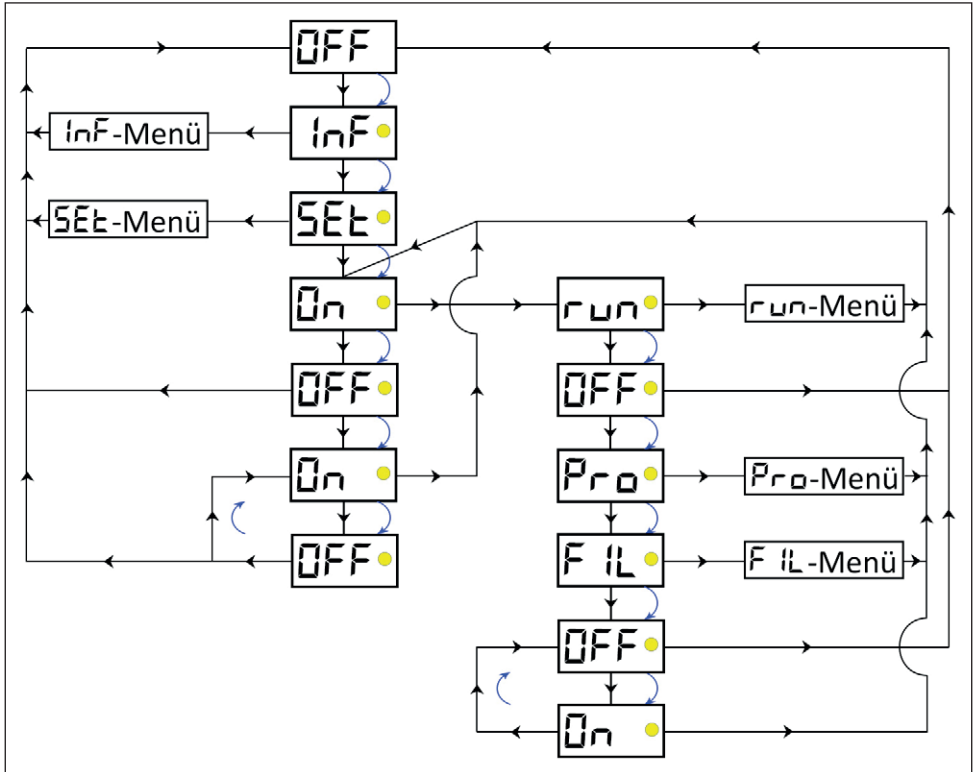 OFF
InF
InF-Menü
SEt
SEt-Menü
On
run
run-Menü
OFF
OFF
On
Pro
Pro-Menü
OFF
FIL
FIL-Menü
OFF
On